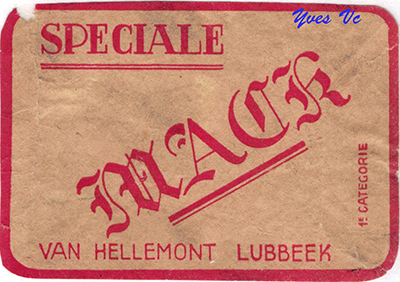 SPECIALE
Yves Vc
MACK
1E CATEGORIE
VAN HELLEMONT LUBBEEK